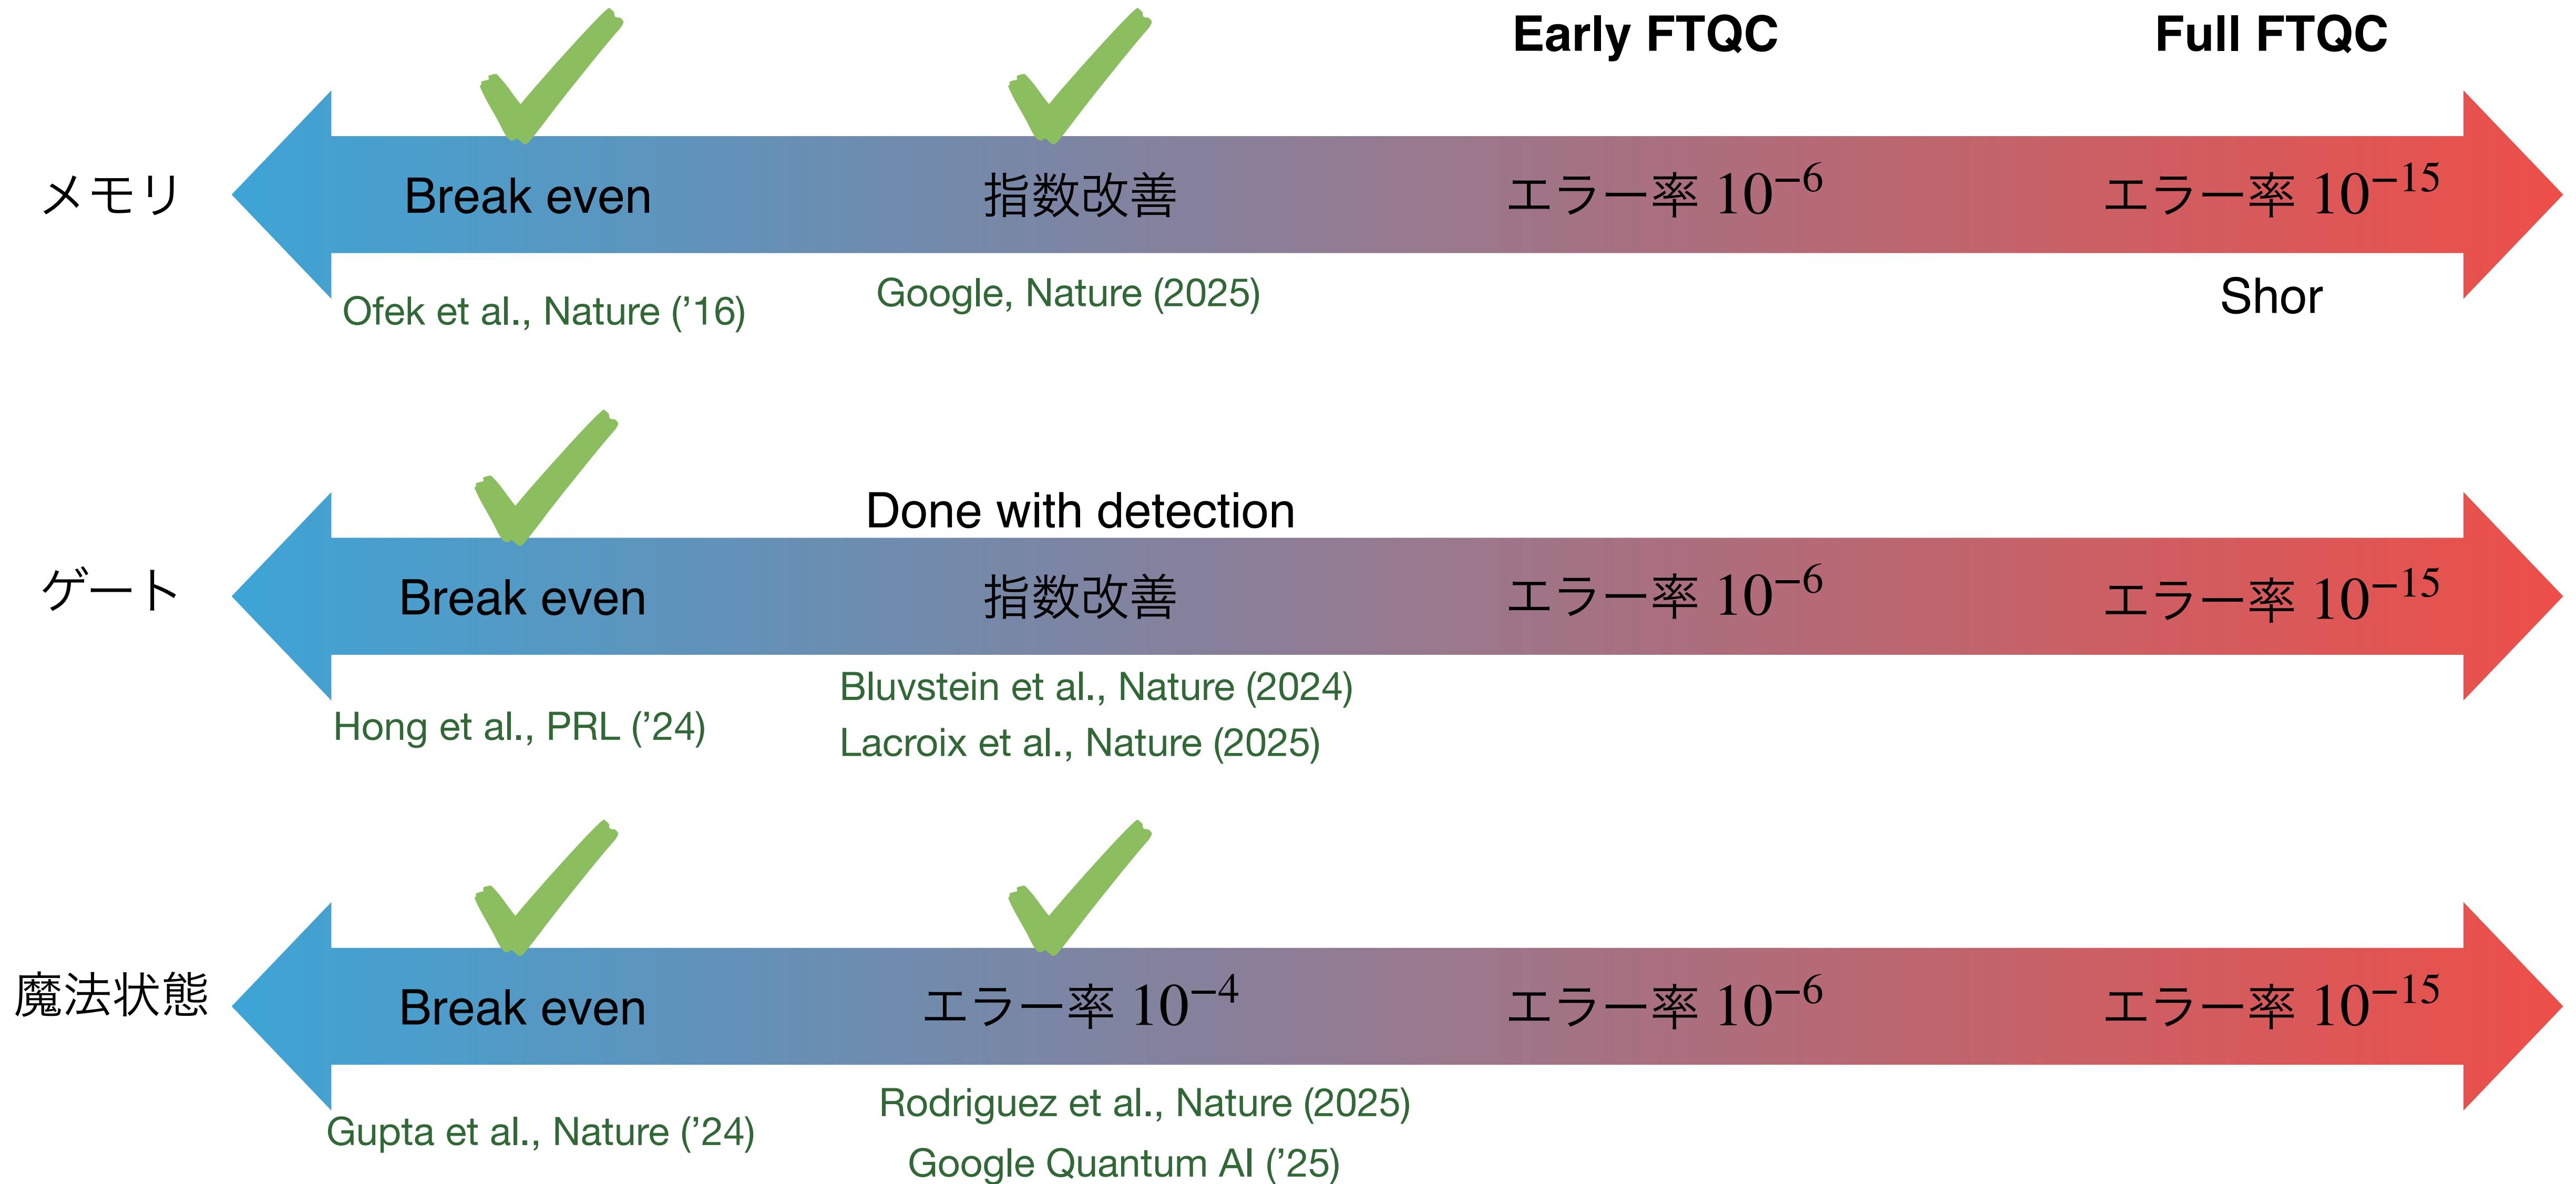 Early FTQC
Full FTQC
メモリ
Break even
指数改善
エラー率 10⁻⁶
エラー率 10⁻¹⁵
Ofek et al., Nature (’16)
Google, Nature (2025)
Shor
Done with detection
ゲート
Break even
指数改善
エラー率 10⁻⁶
エラー率 10⁻¹⁵
Hong et al., PRL (’24)
Bluvstein et al., Nature (2024)
Lacroix et al., Nature (2025)
魔法状態
Break even
エラー率 10⁻⁴
エラー率 10⁻⁶
エラー率 10⁻¹⁵
Gupta et al., Nature (’24)
Rodriguez et al., Nature (2025)
Google Quantum AI (’25)